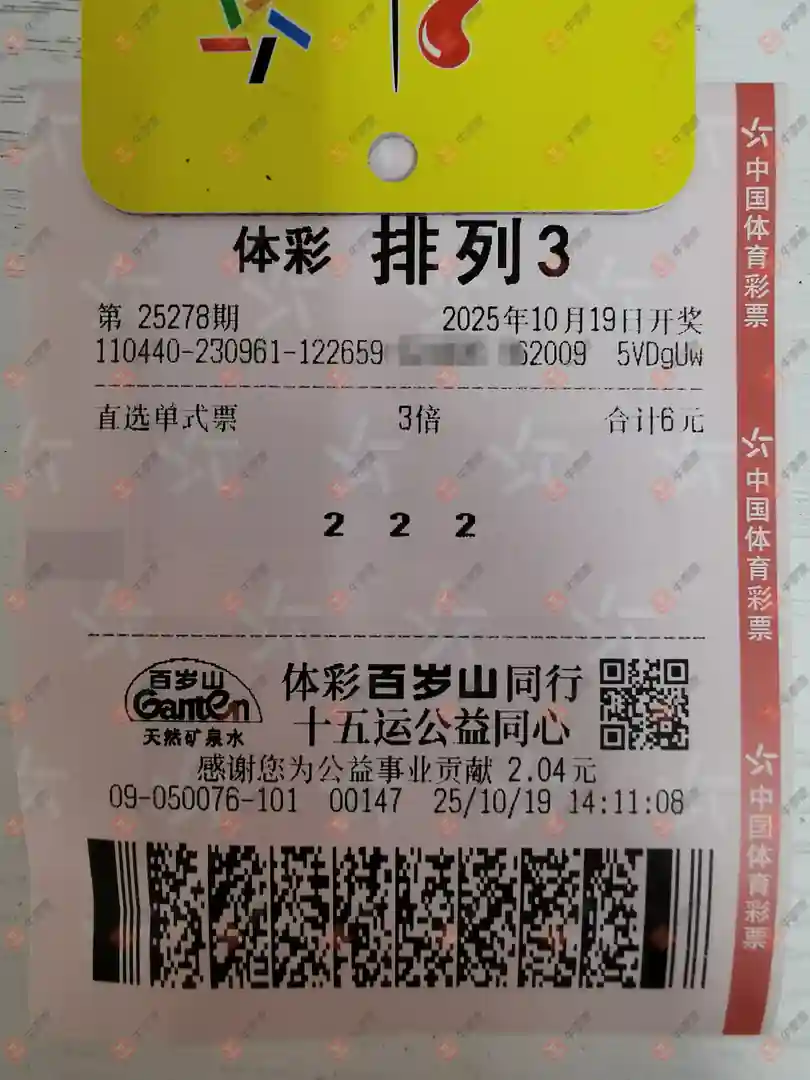 体彩 排列3
第 25278期 2025年10月19日开奖
110440-230961-122659 62009 5VDgUw
直选单式票 3倍 合计6元
2 2 2
百岁山
Ganten
天然矿泉水
体彩百岁山同行
十五运公益同心
感谢您为公益事业贡献 2.04元
09-050076-101 00147 25/10/19 14:11:08
中国体育彩票
中国体育彩票
中国体育彩票